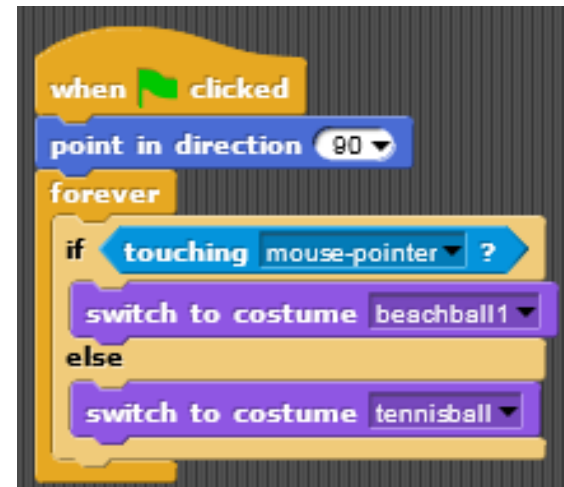 when clicked
point in direction 90
forever
if touching mouse-pointer ?
switch to costume beachball1
else
switch to costume tennisball